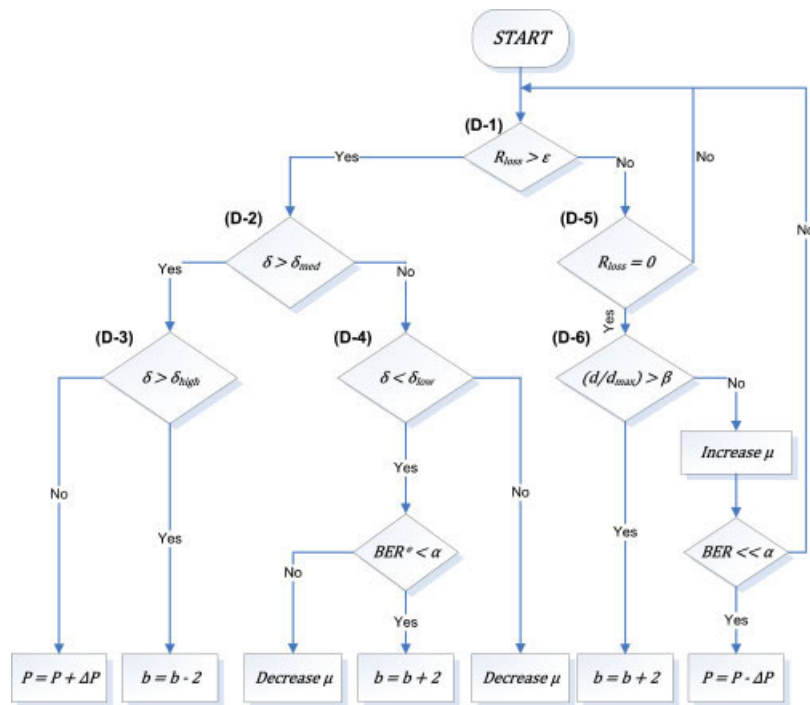 START
(D-1)
R_loss > ε
Yes
No
No
No
(D-2)
δ > δ_med
(D-5)
R_loss = 0
Yes
No
Yes
(D-3)
δ > δ_high
(D-4)
δ < δ_low
(D-6)
(d/d_max) > β
No
Increase μ
No
Yes
Yes
No
Yes
BER^e < α
BER << α
No
Yes
Yes
P = P + ΔP
b = b - 2
Decrease μ
b = b + 2
Decrease μ
b = b + 2
P = P - ΔP